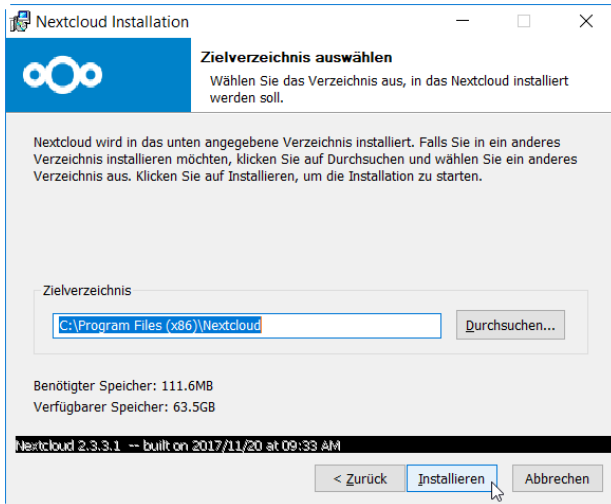 Nextcloud Installation
Zielverzeichnis auswählen
Wählen Sie das Verzeichnis aus, in das Nextcloud installiert
werden soll.
Nextcloud wird in das unten angegebene Verzeichnis installiert. Falls Sie in ein anderes
Verzeichnis installieren möchten, klicken Sie auf Durchsuchen und wählen Sie ein anderes
Verzeichnis aus. Klicken Sie auf Installieren, um die Installation zu starten.
Zielverzeichnis
C:\Program Files (x86)\Nextcloud
Durchsuchen...
Benötigter Speicher: 111.6MB
Verfügbarer Speicher: 63.5GB
Nextcloud 2.3.3.1 -- built on 2017/11/20 at 09:33 AM
< Zurück
Installieren
Abbrechen